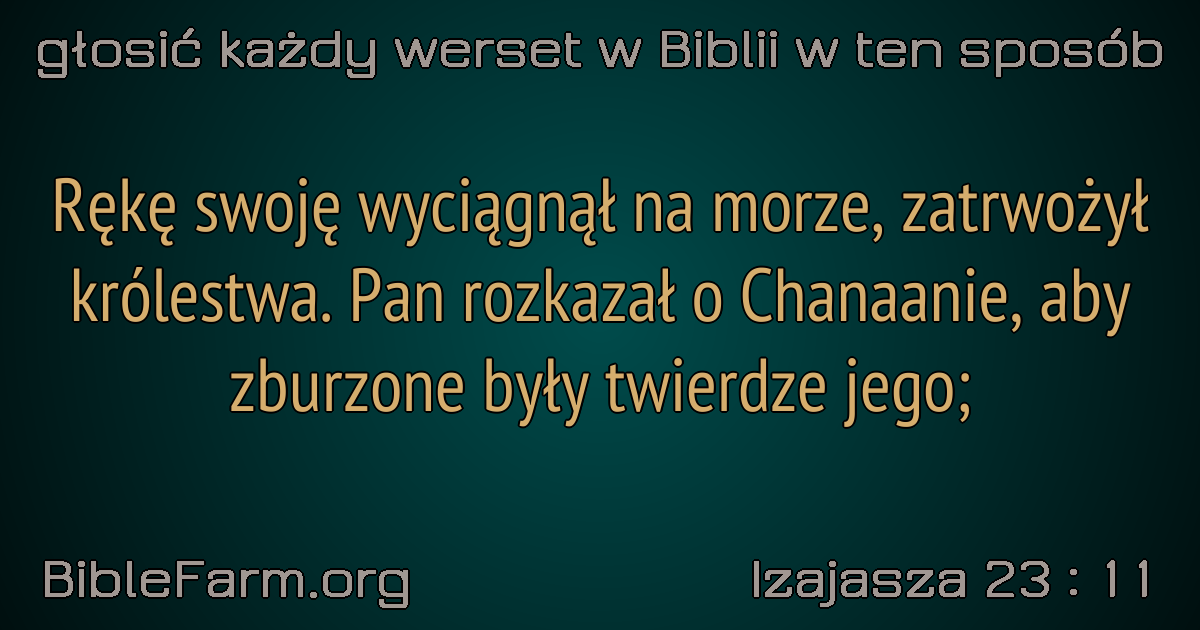 głosić każdy werset w Biblii w ten sposób
Rękę swoję wyciągnął na morze, zatrwożył
królestwa. Pan rozkazał o Chanaanie, aby
zburzone były twierdze jego;
BibleFarm.org
Izajasza 23 : 11